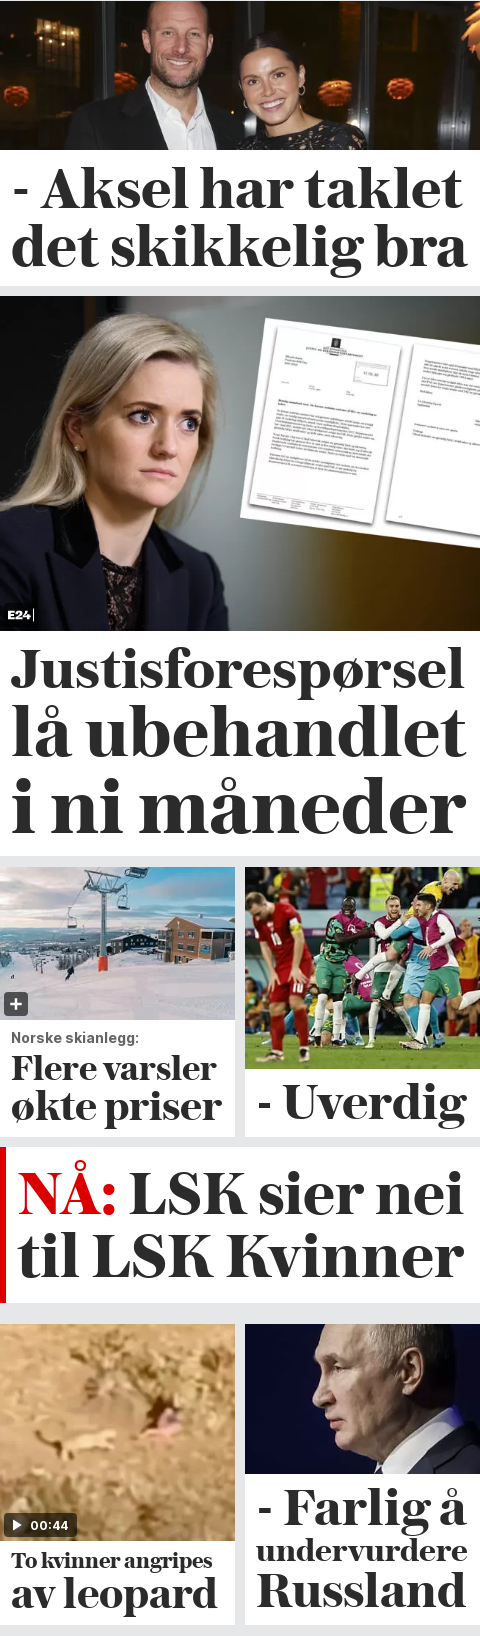 - Aksel har taklet
det skikkelig bra
E24
Justisforespørsel
lå ubehandlet
i ni måneder
Norske skianlegg:
Flere varsler
økte priser
- Uverdig
NÅ: LSK sier nei
til LSK Kvinner
00:44
To kvinner angripes
av leopard
- Farlig å
undervurdere
Russland